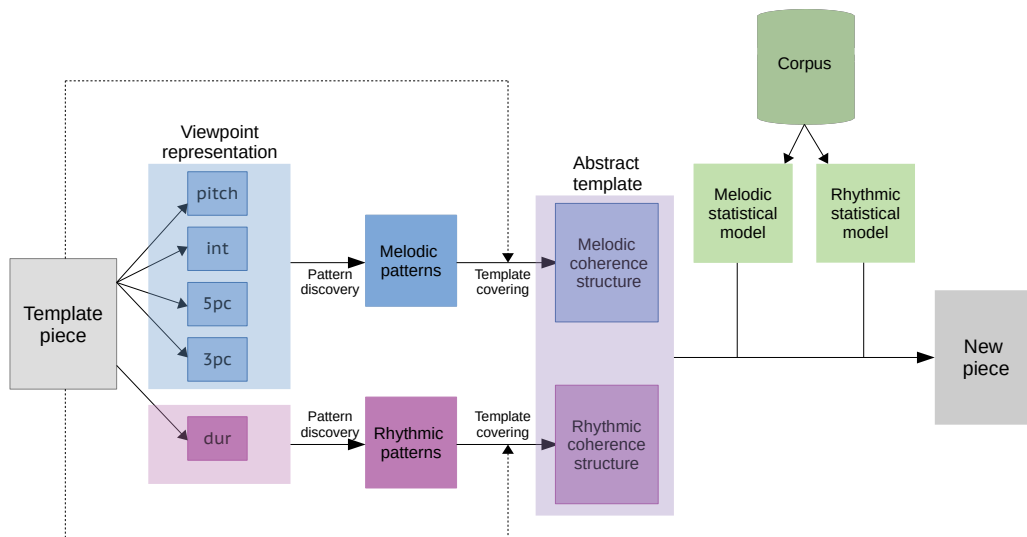 Corpus
Viewpoint
representation
Abstract
template
pitch
int
5pc
3pc
Template
piece
Pattern
discovery
Melodic
patterns
Template
covering
Melodic
coherence
structure
Melodic
statistical
model
Rhythmic
statistical
model
New
piece
dur
Pattern
discovery
Rhythmic
patterns
Template
covering
Rhythmic
coherence
structure